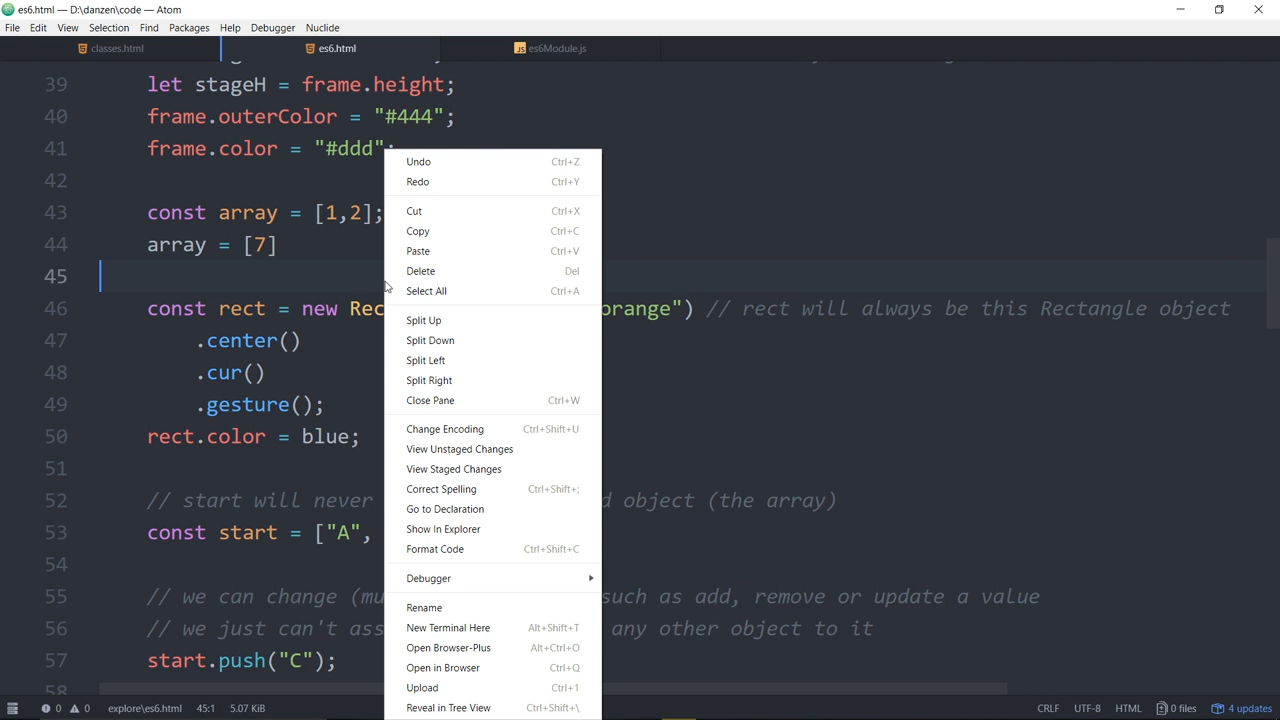 es6.html — D:\danzen\code — Atom
File Edit View Selection Find Packages Help Debugger Nuclide
classes.html es6.html es6Module.js
39 let stageH = frame.height;
40 frame.outerColor = "#444";
41 frame.color = "#ddd";
42
43 const array = [1,2];
44 array = [7]
45
46 const rect = new Rec orange") // rect will always be this Rectangle object
47 .center()
48 .cur()
49 .gesture();
50 rect.color = blue;
51
52 // start will never d object (the array)
53 const start = ["A",
54
55 // we can change (mu such as add, remove or update a value
56 // we just can't ass any other object to it
57 start.push("C");
58
Undo Ctrl+Z
Redo Ctrl+Y
Cut Ctrl+X
Copy Ctrl+C
Paste Ctrl+V
Delete Del
Select All Ctrl+A
Split Up
Split Down
Split Left
Split Right
Close Pane Ctrl+W
Change Encoding Ctrl+Shift+U
View Unstaged Changes
View Staged Changes
Correct Spelling Ctrl+Shift+;
Go to Declaration
Show In Explorer
Format Code Ctrl+Shift+C
Debugger
Rename
New Terminal Here Alt+Shift+T
Open Browser-Plus Alt+Ctrl+O
Open in Browser Ctrl+Q
Upload Ctrl+1
Reveal in Tree View Ctrl+Shift+\
0 0 explore\es6.html 45:1 5.07 KiB CRLF UTF-8 HTML 0 files 4 updates